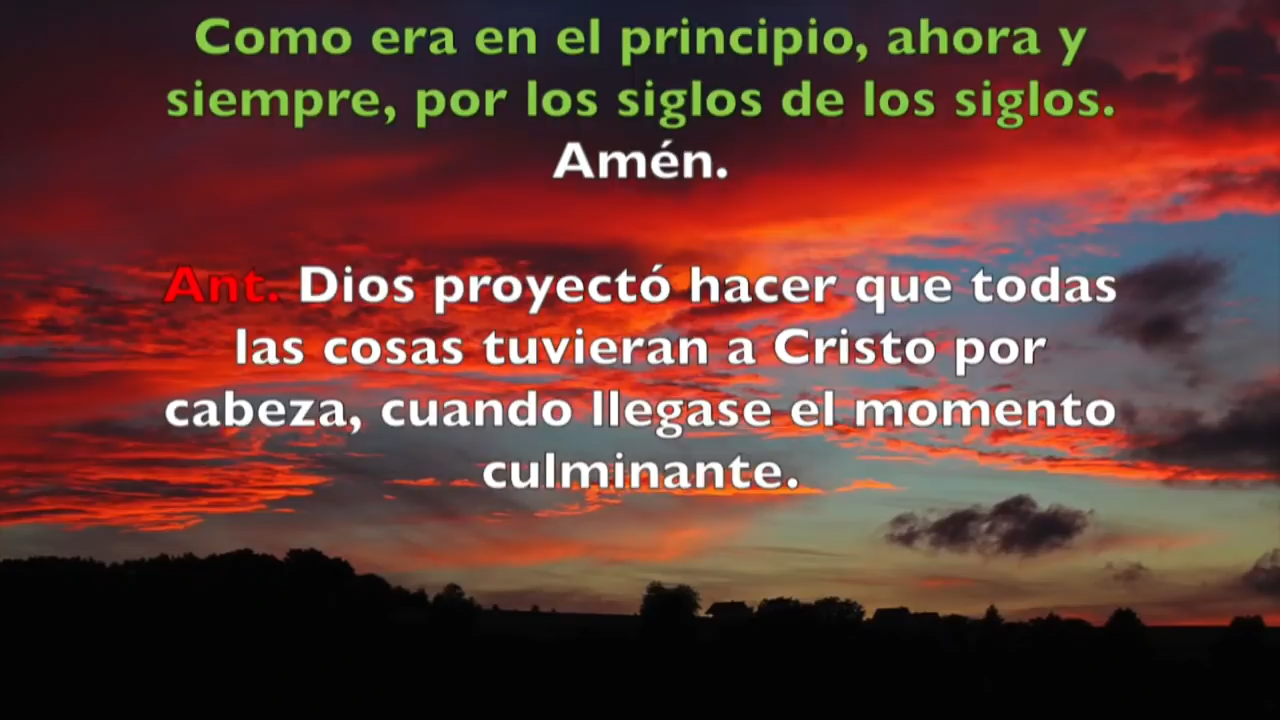 Como era en el principio, ahora y
siempre, por los siglos de los siglos.
Amén.
Ant. Dios proyectó hacer que todas
las cosas tuvieran a Cristo por
cabeza, cuando llegase el momento
culminante.